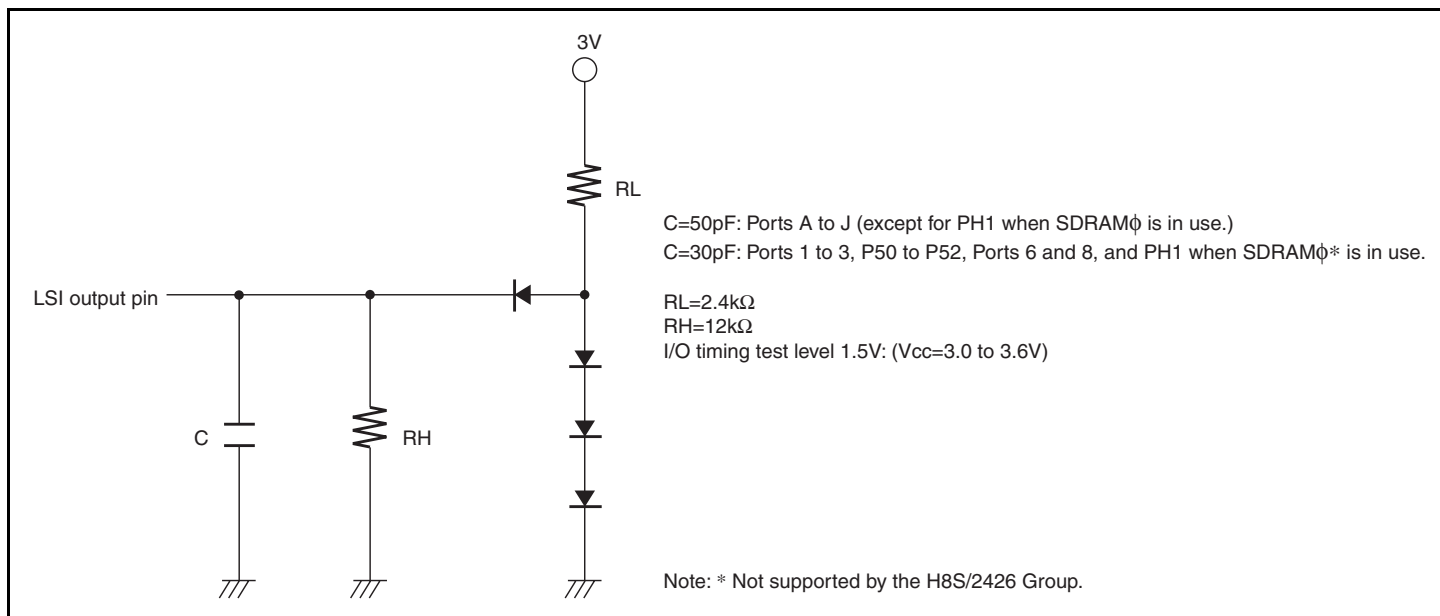 3V
RL
C=50pF: Ports A to J (except for PH1 when SDRAMϕ is in use.)
C=30pF: Ports 1 to 3, P50 to P52, Ports 6 and 8, and PH1 when SDRAMϕ* is in use.
LSI output pin
RL=2.4kΩ
RH=12kΩ
I/O timing test level 1.5V: (Vcc=3.0 to 3.6V)
C
RH
Note: * Not supported by the H8S/2426 Group.